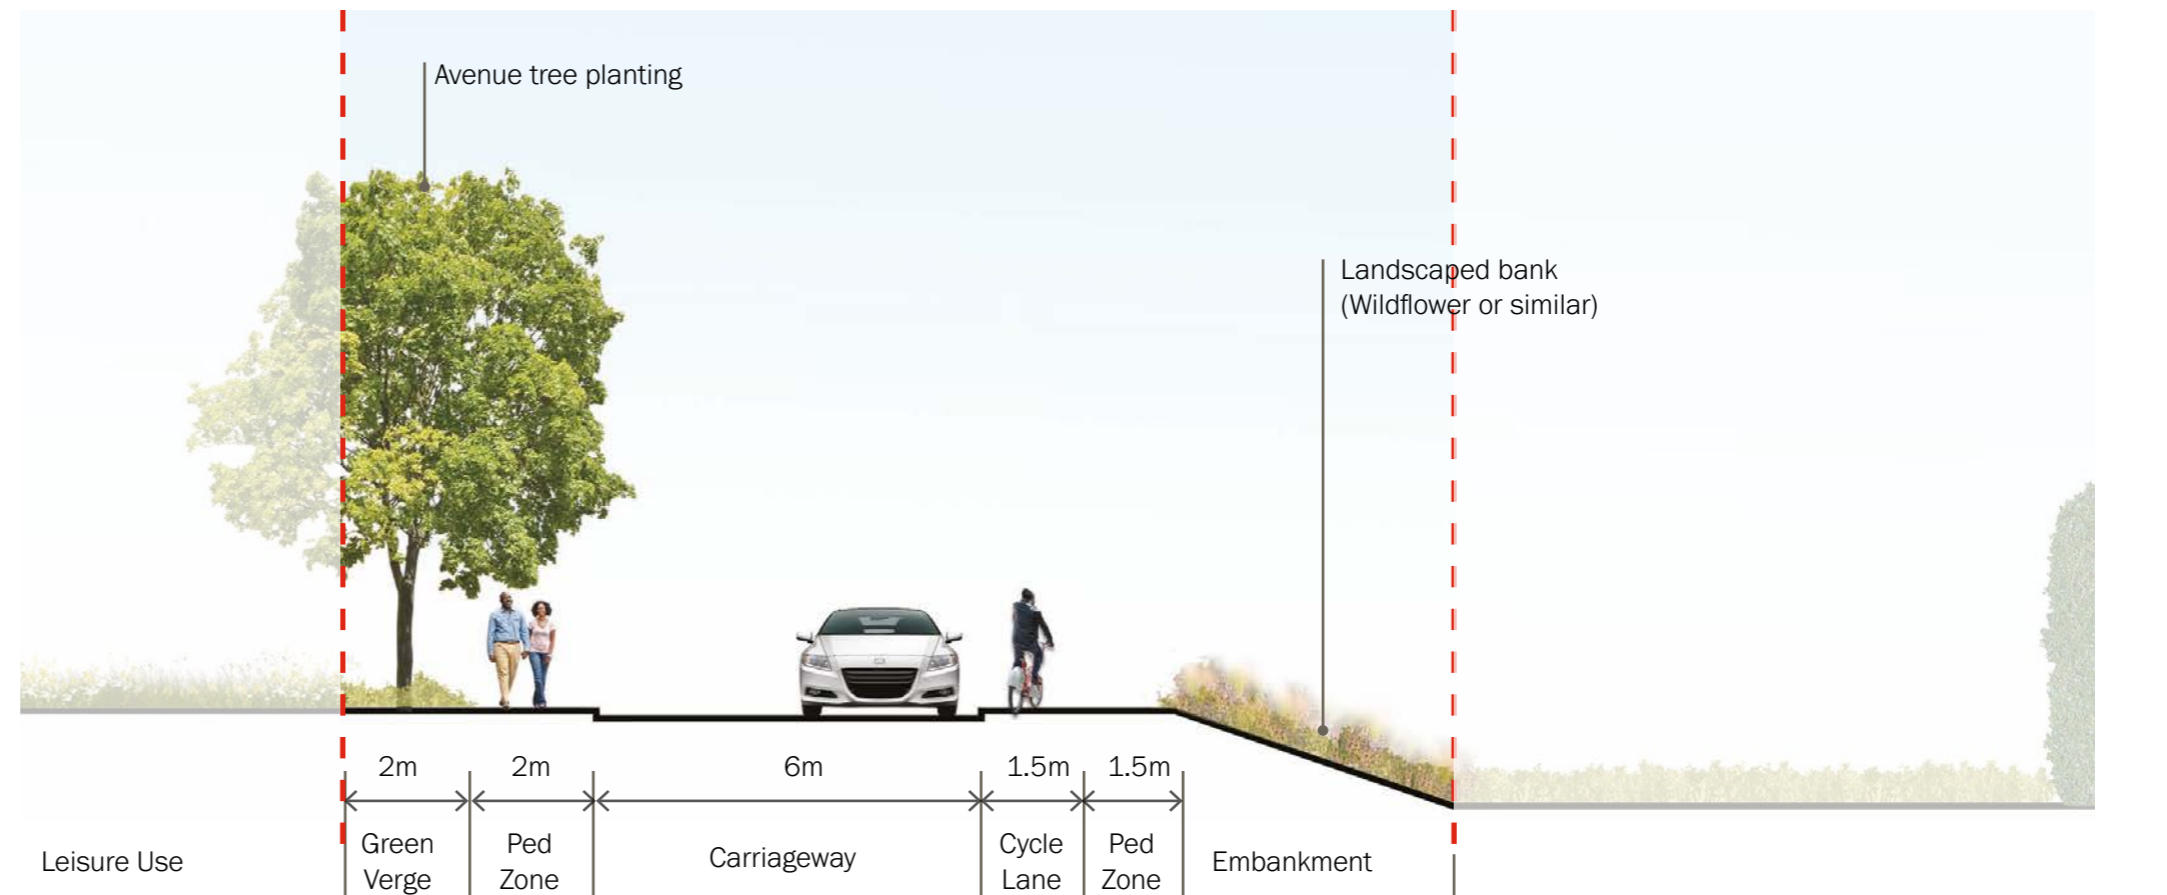 Avenue tree planting
Landscaped bank
(Wildflower or similar)
2m
2m
6m
1.5m
1.5m
Leisure Use
Green
Verge
Ped
Zone
Carriageway
Cycle
Lane
Ped
Zone
Embankment